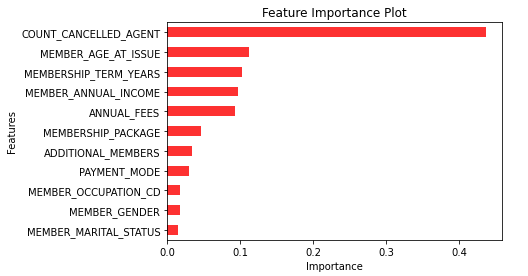 Feature Importance Plot
COUNT_CANCELLED_AGENT
MEMBER_AGE_AT_ISSUE
MEMBERSHIP_TERM_YEARS
MEMBER_ANNUAL_INCOME
ANNUAL_FEES
MEMBERSHIP_PACKAGE
ADDITIONAL_MEMBERS
PAYMENT_MODE
MEMBER_OCCUPATION_CD
MEMBER_GENDER
MEMBER_MARITAL_STATUS
Features
0.0 0.1 0.2 0.3 0.4
Importance